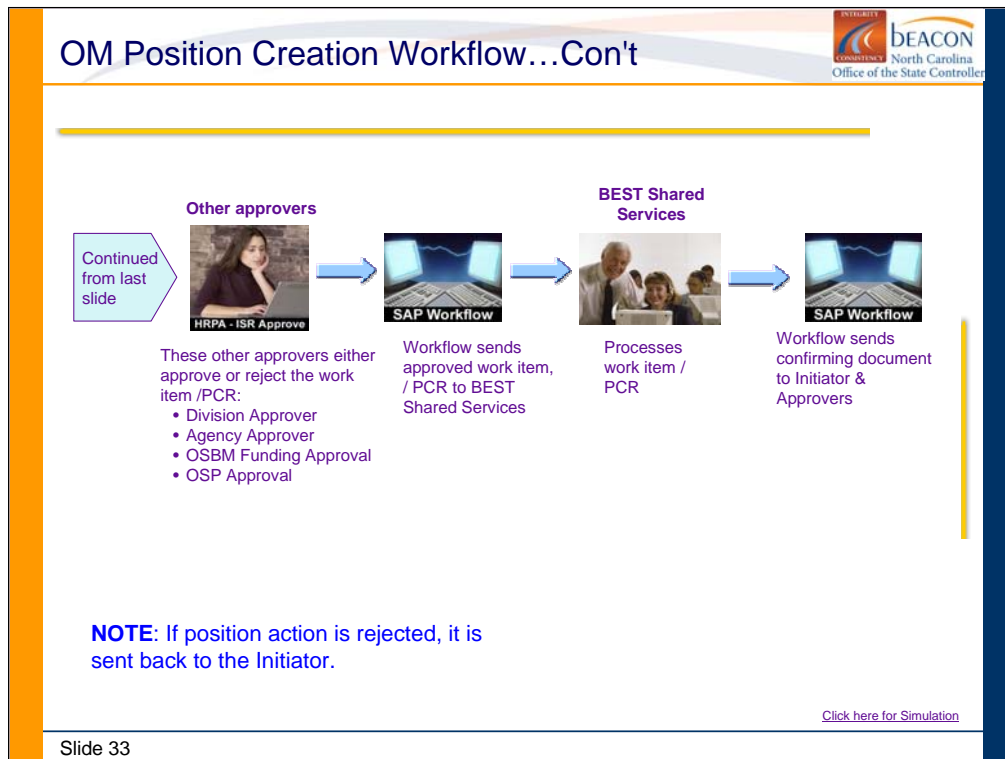 OM Position Creation Workflow…Con't
INTEGRITY
CONSISTENCY
bEACON
North Carolina
Office of the State Controller
Continued
from last
slide
Other approvers
HRPA - ISR Approve
These other approvers either
approve or reject the work
item /PCR:
• Division Approver
• Agency Approver
• OSBM Funding Approval
• OSP Approval
SAP Workflow
Workflow sends
approved work item,
/ PCR to BEST
Shared Services
BEST Shared
Services
Processes
work item /
PCR
SAP Workflow
Workflow sends
confirming document
to Initiator &
Approvers
NOTE: If position action is rejected, it is
sent back to the Initiator.
Click here for Simulation
Slide 33